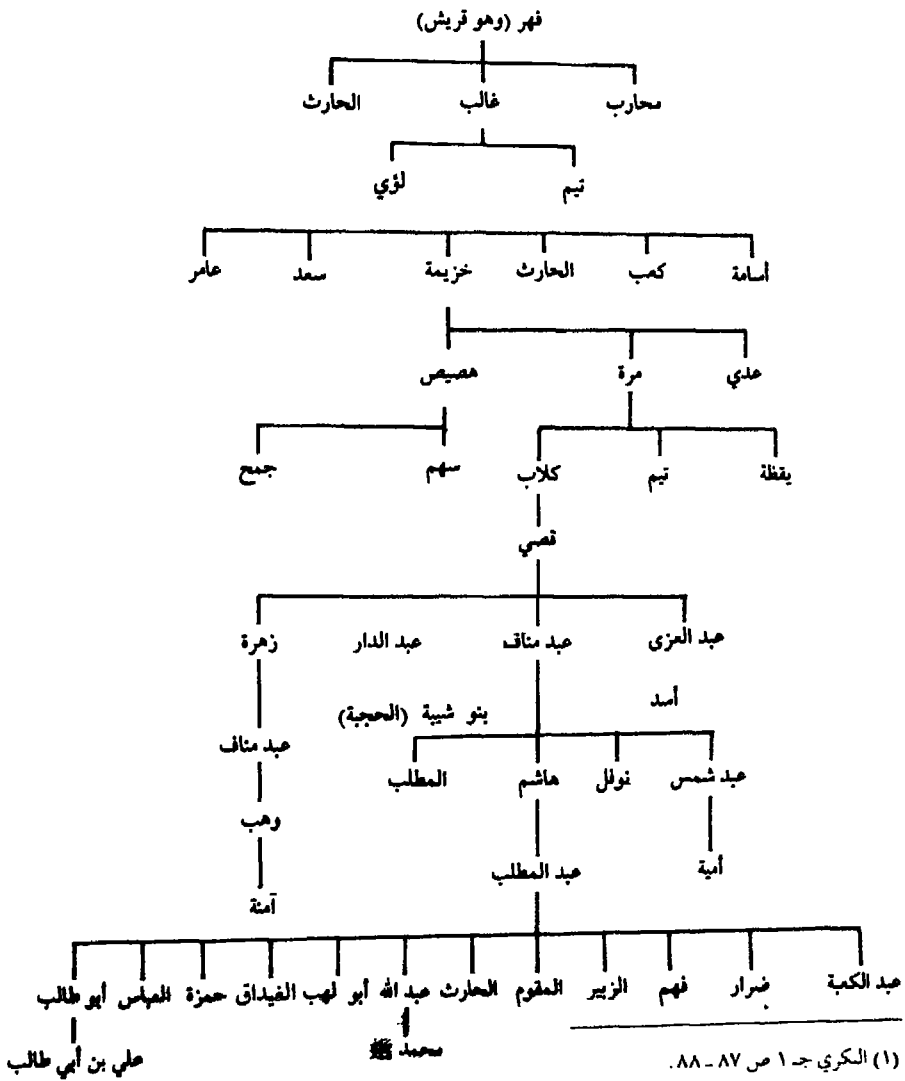 فهر (وهو قريش)
محارب غالب الحارث
تيم لؤي
أسامة كعب الحارث خزيمة سعد عامر
عدي مرة هصيص
يقظة تيم كلاب سهم جمح
قصي
عبد العزى عبد مناف عبد الدار زهرة
أسد
بنو شيبة (الحجبة)
عبد مناف
عبد شمس نوفل هاشم المطلب
وهب
أمية
عبد المطلب
آمنة
عبد الكعبة ضرار فهم الزبير المقوم الحارث عبد الله أبو لهب الغيداق حمزة العباس أبو طالب
محمد ﷺ علي بن أبي طالب
(١) البكري جـ ١ ص ٨٧ ـ ٨٨.